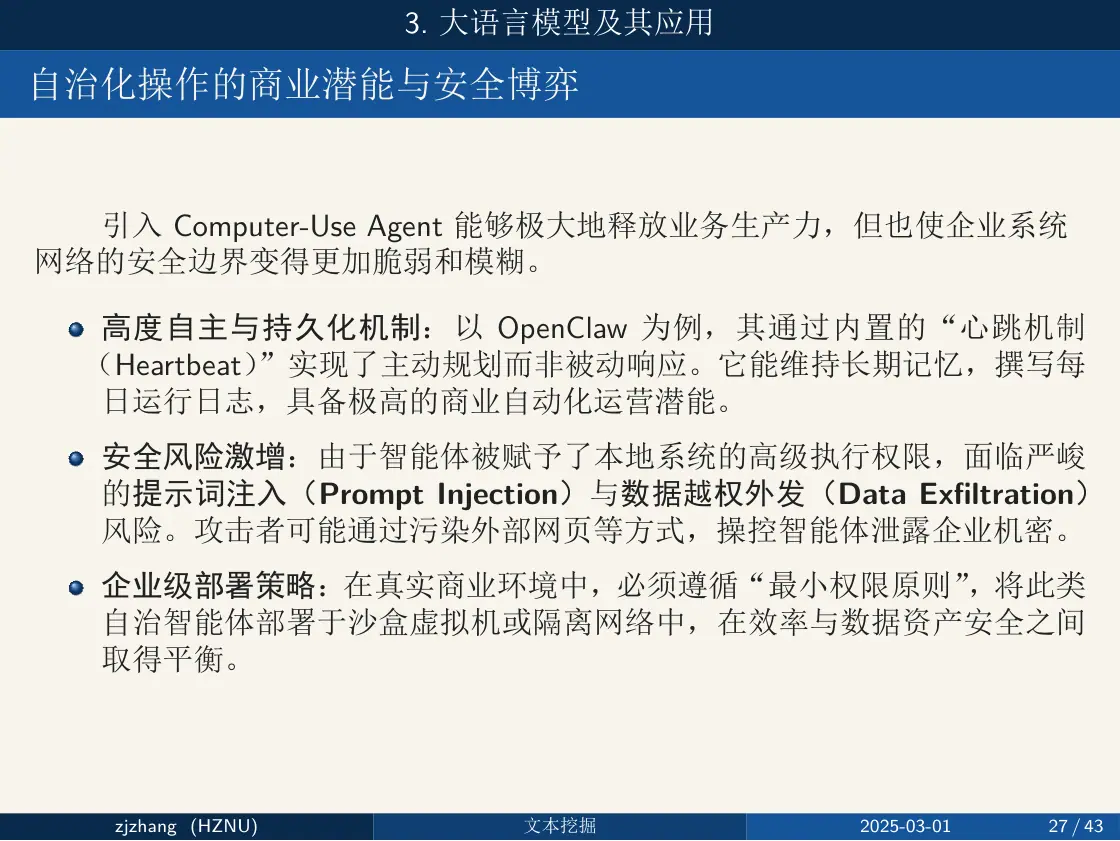 3. 大语言模型及其应用
自治化操作的商业潜能与安全博弈
引入 Computer-Use Agent 能够极大地释放业务生产力，但也使企业系统
网络的安全边界变得更加脆弱和模糊。
高度自主与持久化机制：以 OpenClaw 为例，其通过内置的“心跳机制
（Heartbeat）”实现了主动规划而非被动响应。它能维持长期记忆，撰写每
日运行日志，具备极高的商业自动化运营潜能。
安全风险激增：由于智能体被赋予了本地系统的高级执行权限，面临严峻
的提示词注入（Prompt Injection）与数据越权外发（Data Exfiltration）
风险。攻击者可能通过污染外部网页等方式，操控智能体泄露企业机密。
企业级部署策略：在真实商业环境中，必须遵循“最小权限原则”，将此类
自治智能体部署于沙盒虚拟机或隔离网络中，在效率与数据资产安全之间
取得平衡。
zjzhang (HZNU) 文本挖掘 2025-03-01 27 / 43